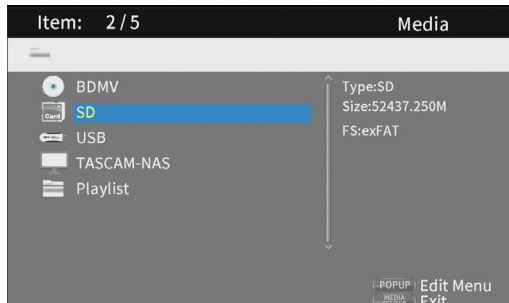 Item: 2/5 Media
BDMV
Card SD
USB
TASCAM-NAS
Playlist
Type:SD
Size:52437.250M
FS:exFAT
POPUP Edit Menu
MEDIA Exit